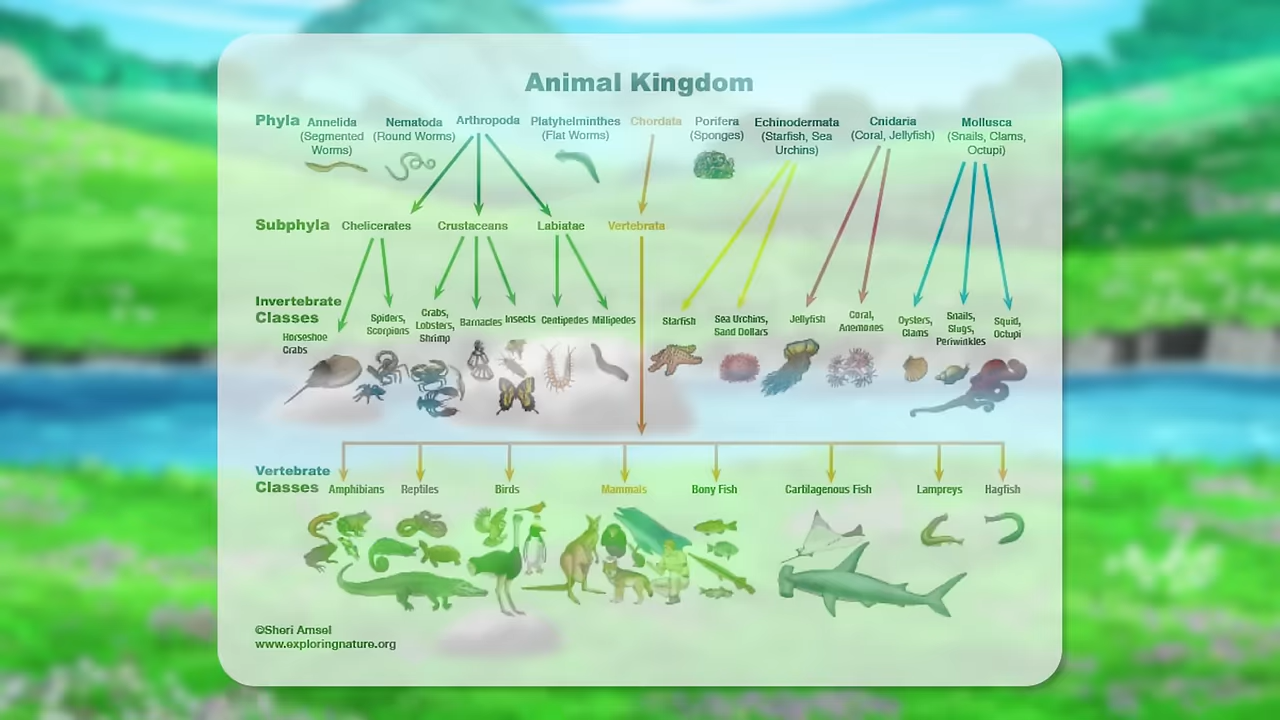 Animal Kingdom
Phyla
Annelida
(Segmented
Worms)
Nematoda
(Round Worms)
Arthropoda
Platyhelminthes
(Flat Worms)
Chordata
Porifera
(Sponges)
Echinodermata
(Starfish, Sea
Urchins)
Cnidaria
(Coral, Jellyfish)
Mollusca
(Snails, Clams,
Octupi)
Subphyla
Chelicerates
Crustaceans
Labiatae
Vertebrata
Invertebrate
Classes
Horseshoe
Crabs
Spiders,
Scorpions
Crabs,
Lobsters,
Shrimp
Barnacles
Insects
Centipedes
Millipedes
Starfish
Sea Urchins,
Sand Dollars
Jellyfish
Coral,
Anemones
Oysters,
Clams
Snails,
Slugs,
Periwinkles
Squid,
Octupi
Vertebrate
Classes
Amphibians
Reptiles
Birds
Mammals
Bony Fish
Cartilagenous Fish
Lampreys
Hagfish
©Sheri Amsel
www.exploringnature.org